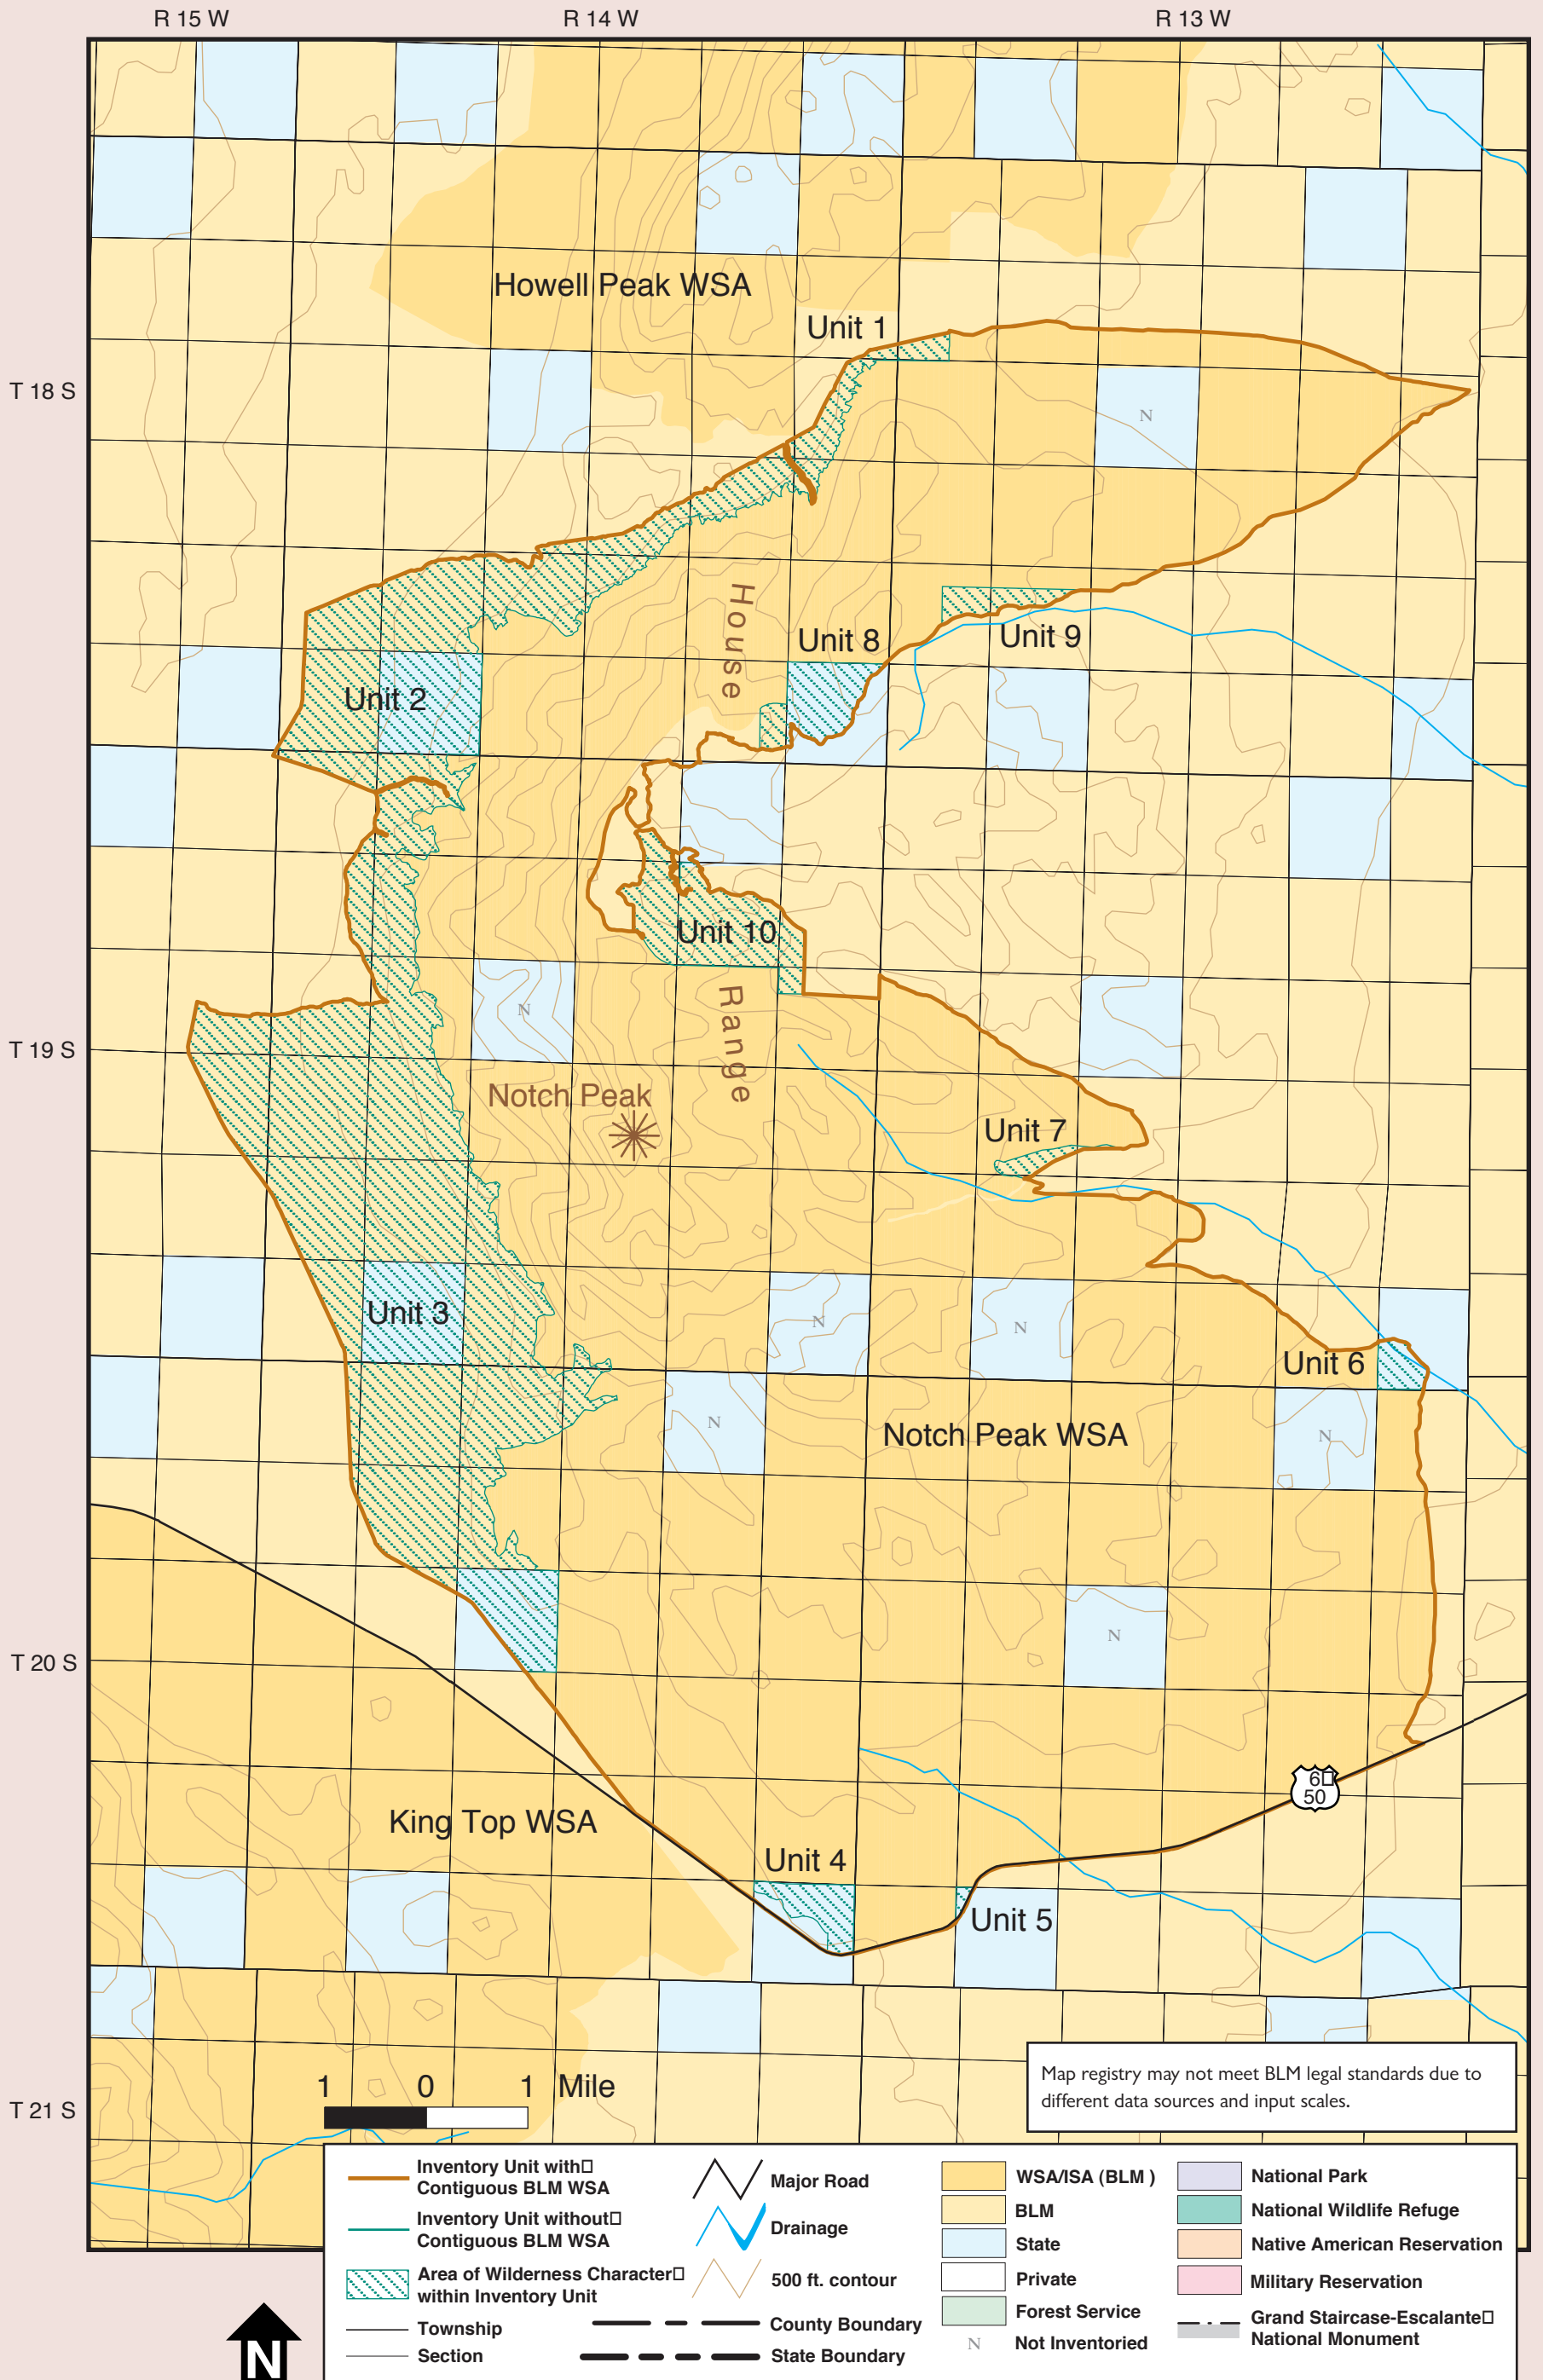 R 15 W
R 14 W
R 13 W
Howell Peak WSA
Unit 1
T 18 S
N
House
Unit 8
Unit 9
Unit 2
Unit 10
N
Range
T 19 S
Notch Peak
Unit 7
Unit 3
N
N
Unit 6
N
Notch Peak WSA
N
N
T 20 S
6
50
King Top WSA
Unit 4
Unit 5
Map registry may not meet BLM legal standards due to
different data sources and input scales.
1 0 1 Mile
T 21 S
Inventory Unit with
Contiguous BLM WSA
Inventory Unit without
Contiguous BLM WSA
Area of Wilderness Character
within Inventory Unit
Township
Section
Major Road
Drainage
500 ft. contour
County Boundary
State Boundary
WSA/ISA (BLM )
BLM
State
Private
Forest Service
N Not Inventoried
National Park
National Wildlife Refuge
Native American Reservation
Military Reservation
Grand Staircase-Escalante
National Monument
N